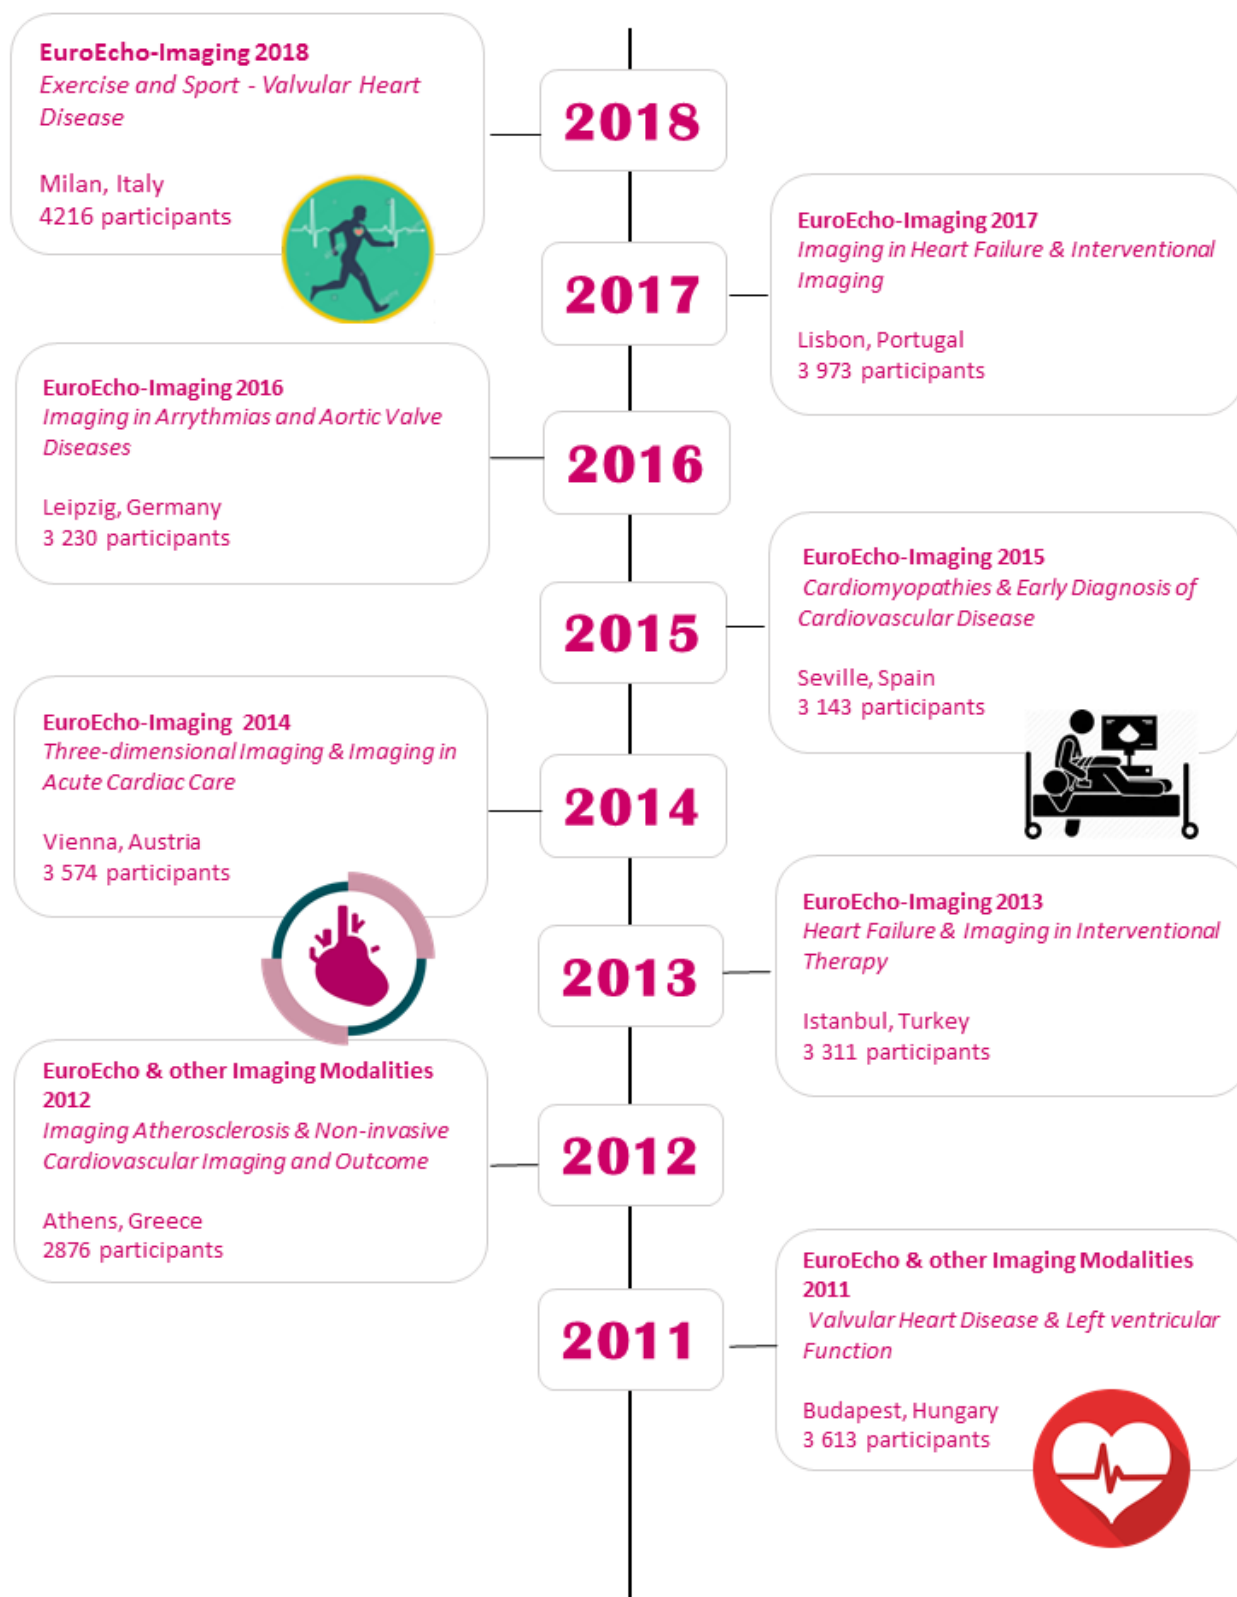 EuroEcho-Imaging 2018
Exercise and Sport - Valvular Heart
Disease
Milan, Italy
4216 participants
2018
EuroEcho-Imaging 2017
Imaging in Heart Failure & Interventional
Imaging
Lisbon, Portugal
3 973 participants
2017
EuroEcho-Imaging 2016
Imaging in Arrythmias and Aortic Valve
Diseases
Leipzig, Germany
3 230 participants
2016
EuroEcho-Imaging 2015
Cardiomyopathies & Early Diagnosis of
Cardiovascular Disease
Seville, Spain
3 143 participants
2015
EuroEcho-Imaging 2014
Three-dimensional Imaging & Imaging in
Acute Cardiac Care
Vienna, Austria
3 574 participants
2014
EuroEcho-Imaging 2013
Heart Failure & Imaging in Interventional
Therapy
Istanbul, Turkey
3 311 participants
2013
EuroEcho & other Imaging Modalities
2012
Imaging Atherosclerosis & Non-invasive
Cardiovascular Imaging and Outcome
Athens, Greece
2876 participants
2012
EuroEcho & other Imaging Modalities
2011
Valvular Heart Disease & Left ventricular
Function
Budapest, Hungary
3 613 participants
2011